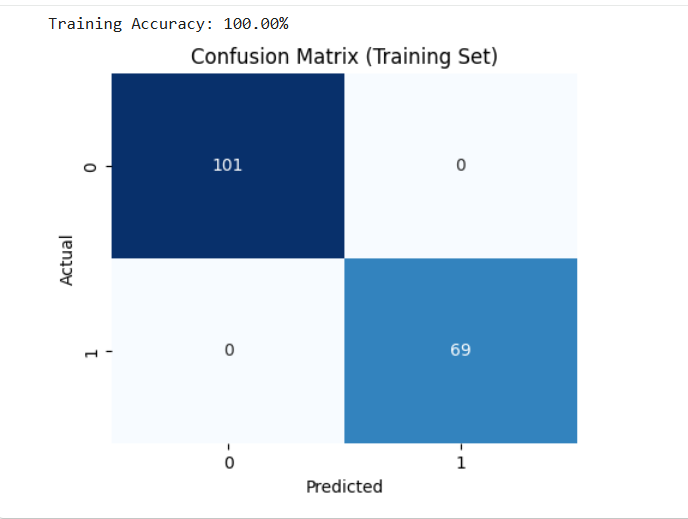 Training Accuracy: 100.00%
Confusion Matrix (Training Set)
101 0
0
Actual
0 69
1
0 1
Predicted